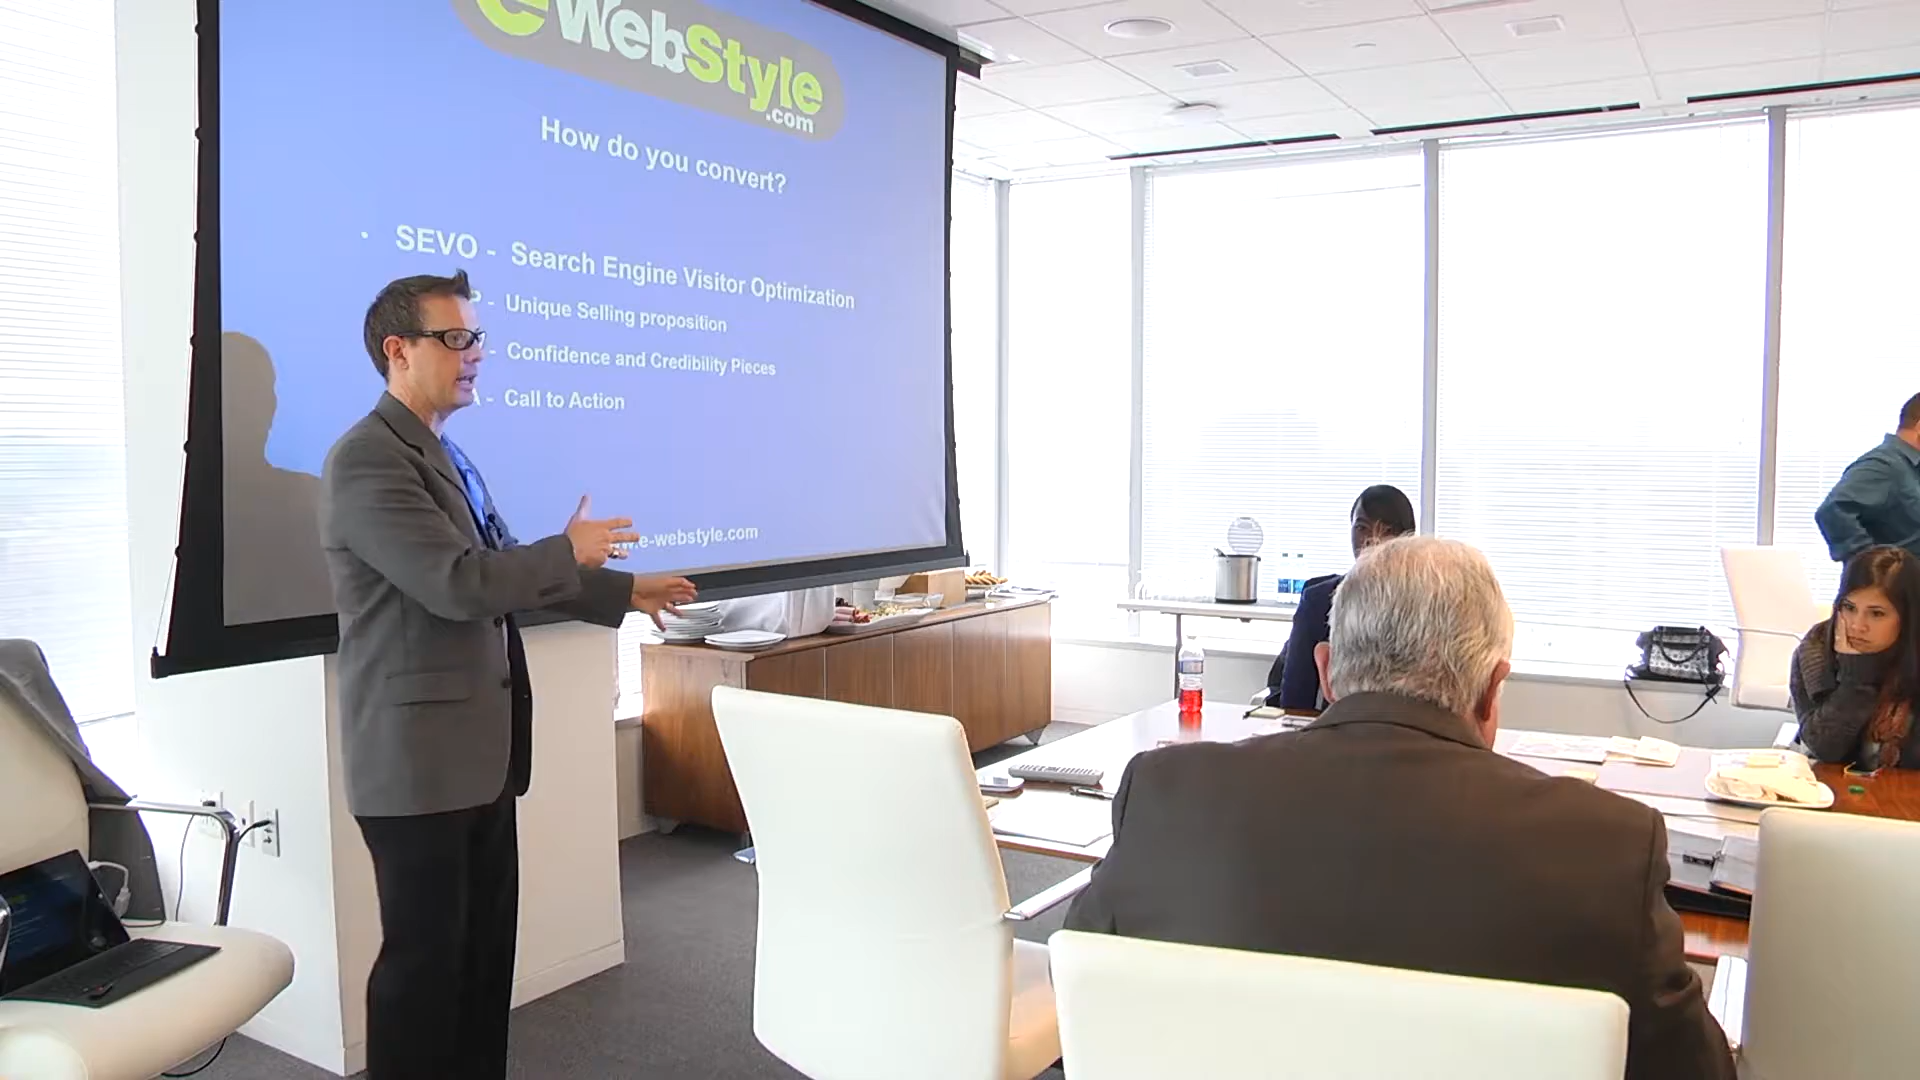 e-WebStyle
.com
How do you convert?
• SEVO - Search Engine Visitor Optimization
P - Unique Selling proposition
- Confidence and Credibility Pieces
A - Call to Action
w.e-webstyle.com